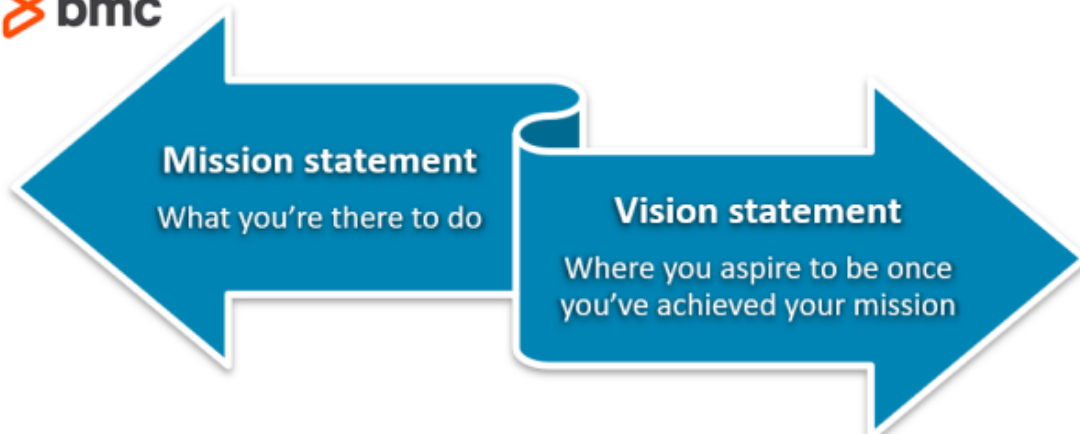 bmc
Mission statement
What you're there to do
Vision statement
Where you aspire to be once
you've achieved your mission